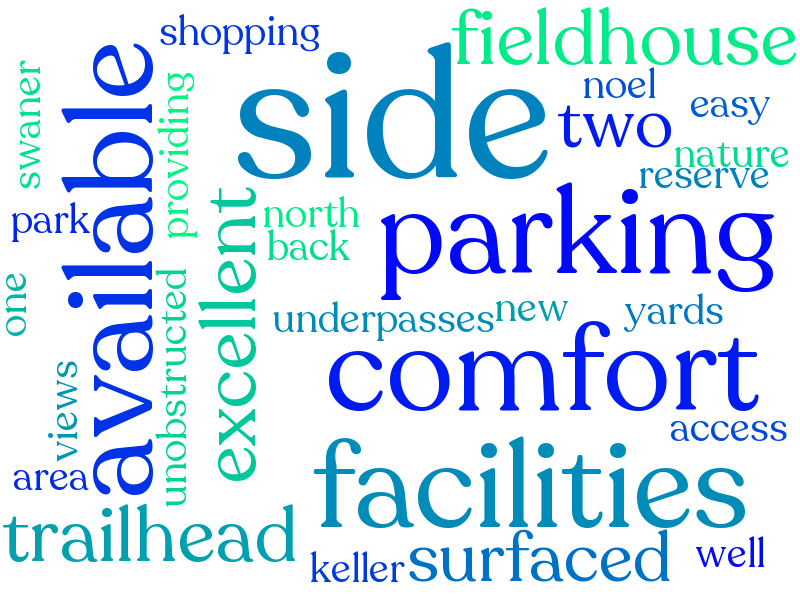 shopping
fieldhouse
side
available
swaner
providing
noel
two
easy
nature
reserve
park
north
back
excellent
parking
one
unobstructed
underpasses
new
yards
views
comfort
access
area
facilities
trailhead
keller
surfaced
well